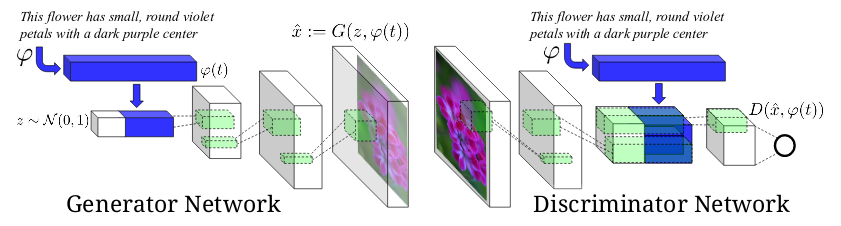 This flower has small, round violet
petals with a dark purple center
φ
φ(t)
z ∼ 𝒩(0, 1)
x̂ := G(z, φ(t))
Generator Network
This flower has small, round violet
petals with a dark purple center
φ
D(x̂, φ(t))
Discriminator Network